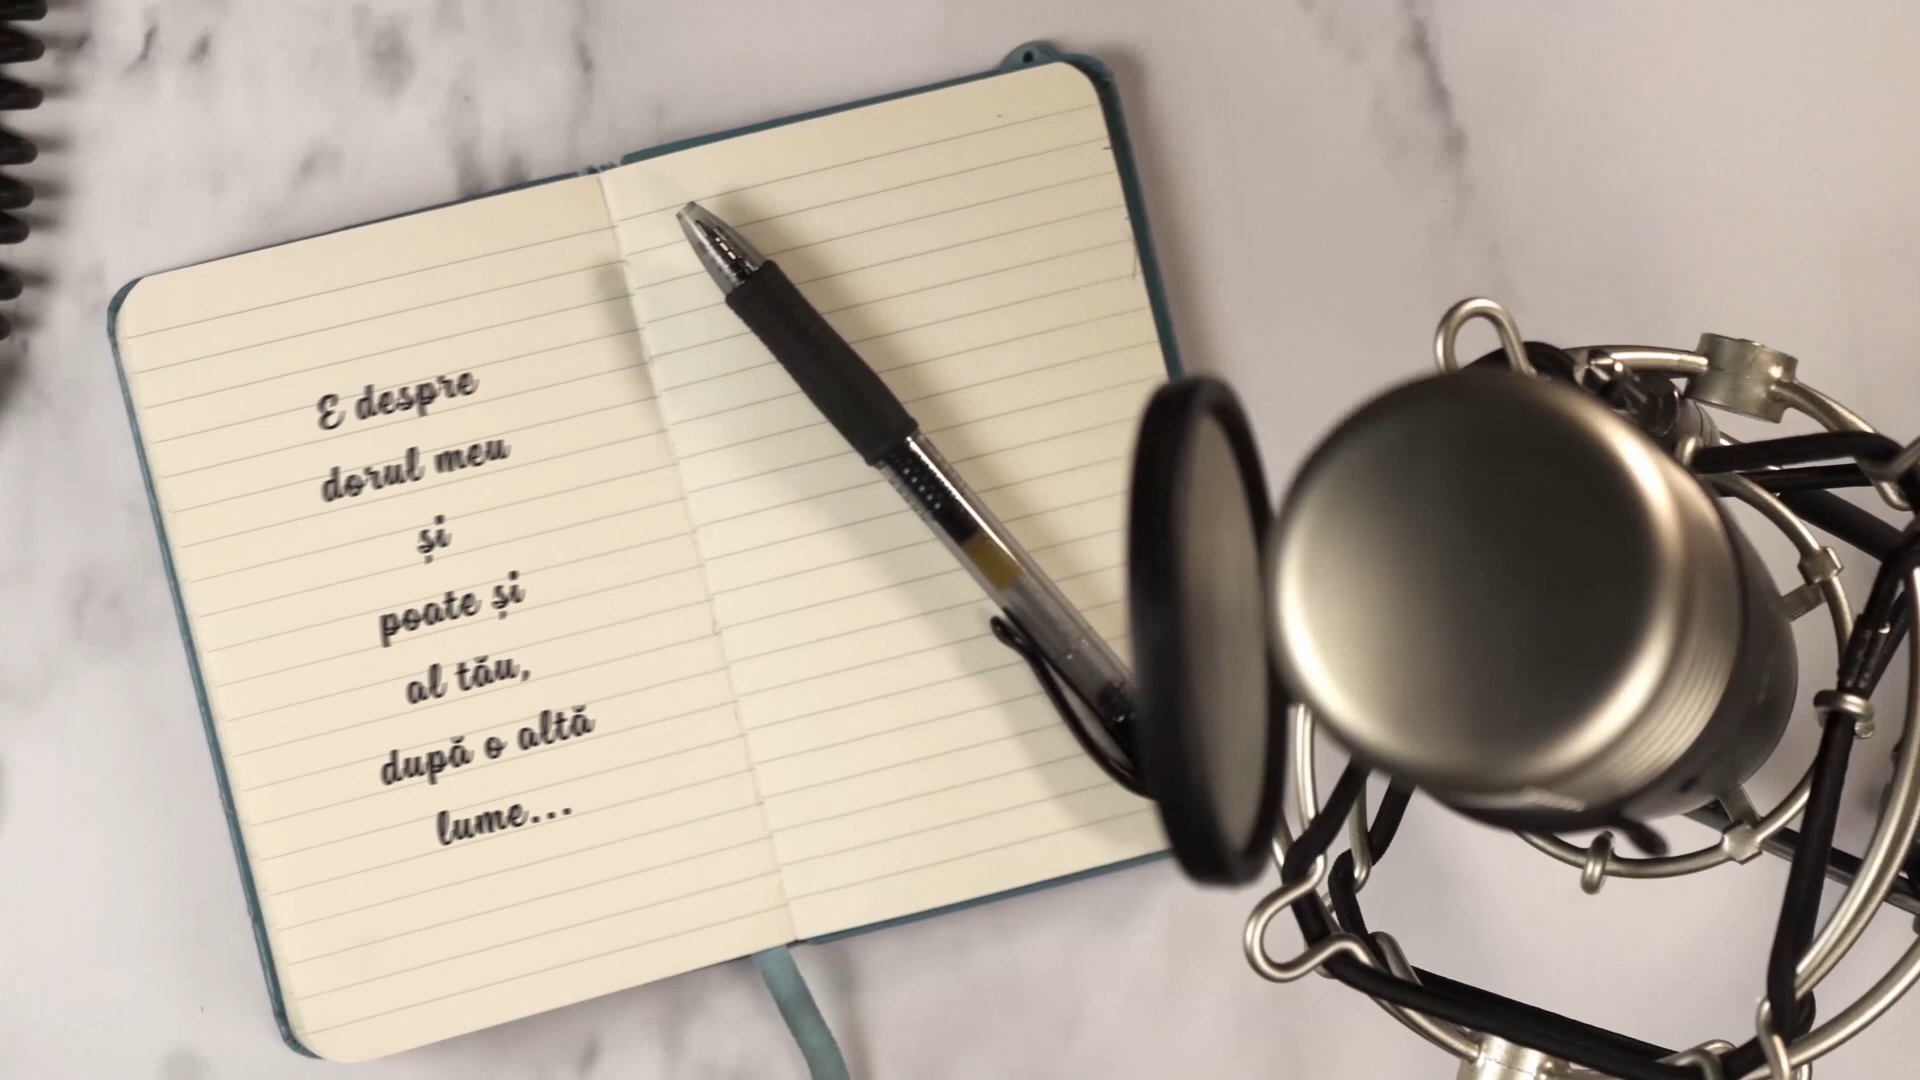 E despre
dorul meu
și
poate și
al tău,
după o altă
lume...